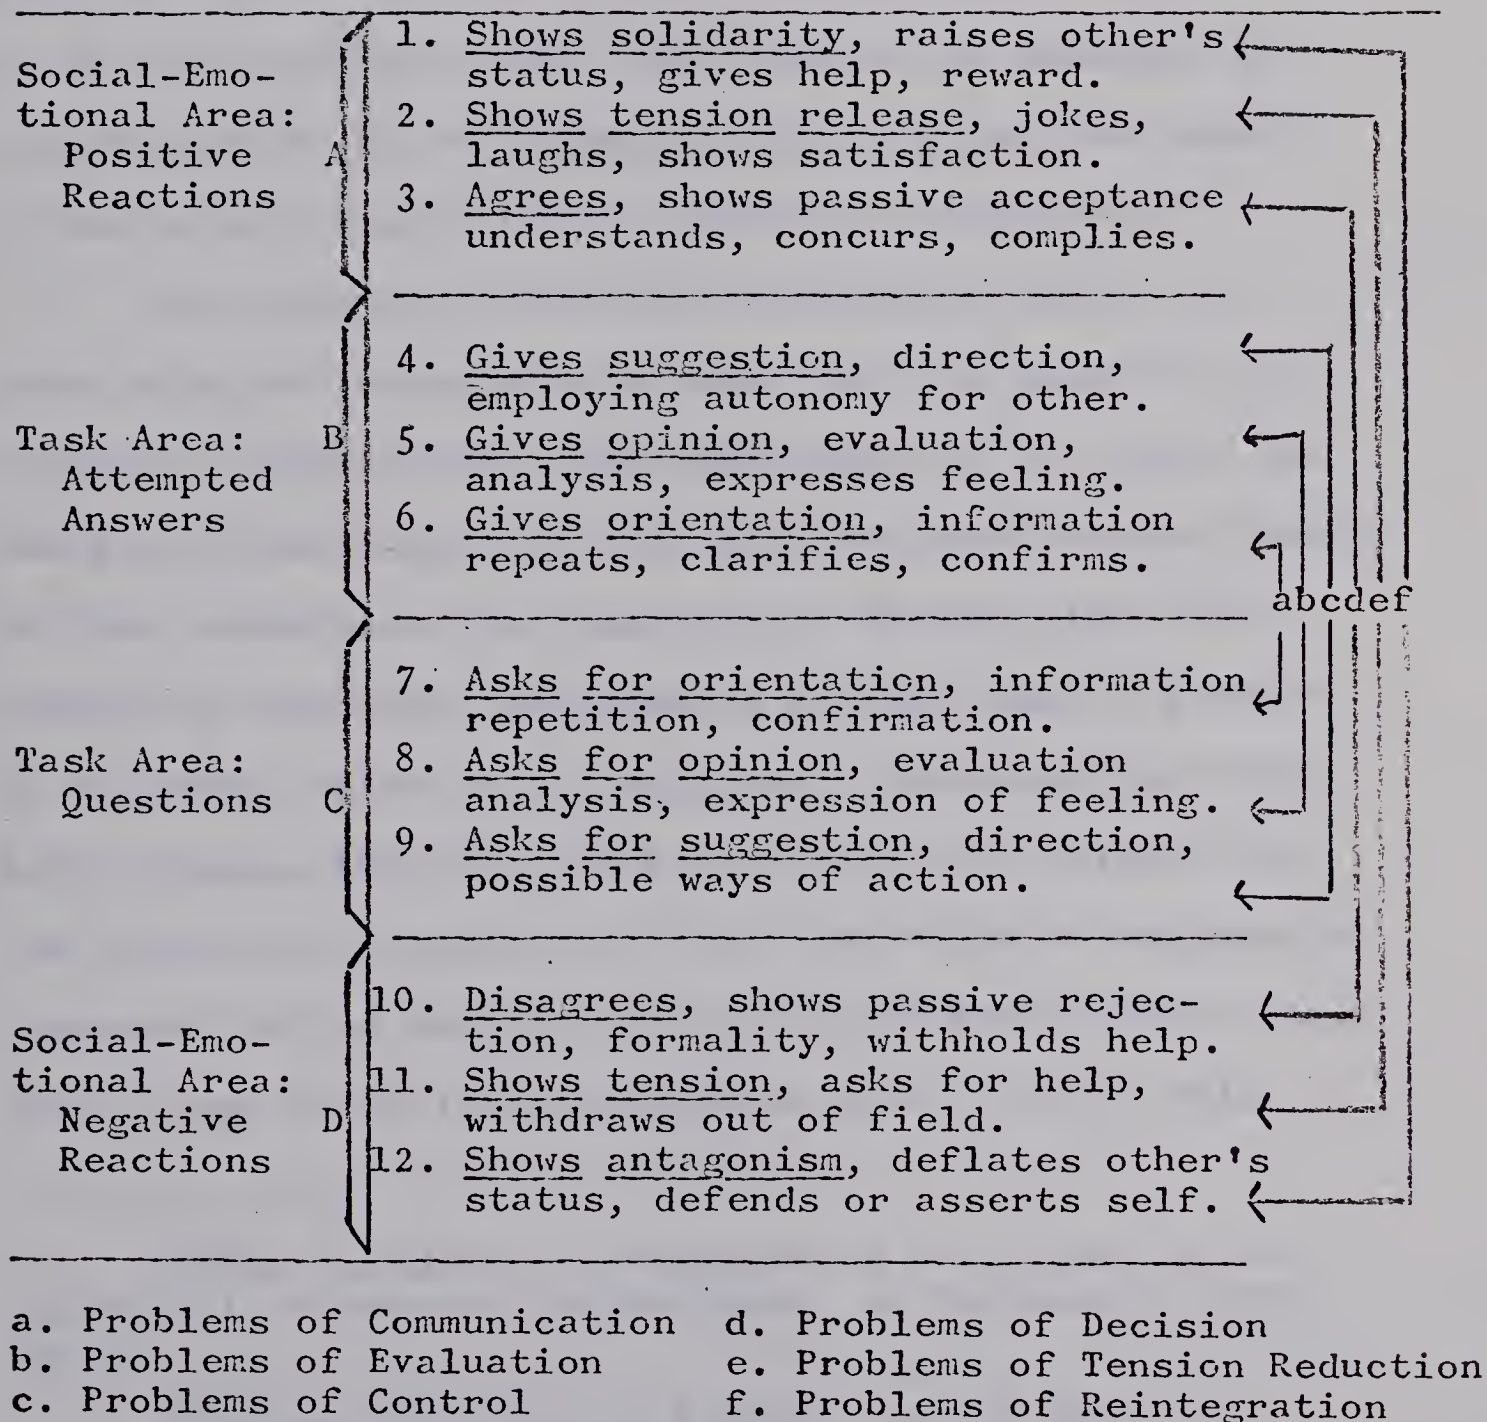 1. Shows solidarity, raises other's
Social-Emo- status, gives help, reward.
tional Area: 2. Shows tension release, jokes,
Positive A laughs, shows satisfaction.
Reactions 3. Agrees, shows passive acceptance
understands, concurs, complies.
4. Gives suggestion, direction,
employing autonomy for other.
Task Area: B 5. Gives opinion, evaluation,
Attempted analysis, expresses feeling.
Answers 6. Gives orientation, information
repeats, clarifies, confirms.
abcdef
7. Asks for orientation, information
repetition, confirmation.
Task Area: 8. Asks for opinion, evaluation
Questions C analysis, expression of feeling.
9. Asks for suggestion, direction,
possible ways of action.
10. Disagrees, shows passive rejec-
Social-Emo- tion, formality, withholds help.
tional Area: 11. Shows tension, asks for help,
Negative D withdraws out of field.
Reactions 12. Shows antagonism, deflates other's
status, defends or asserts self.
a. Problems of Communication d. Problems of Decision
b. Problems of Evaluation e. Problems of Tension Reduction
c. Problems of Control f. Problems of Reintegration